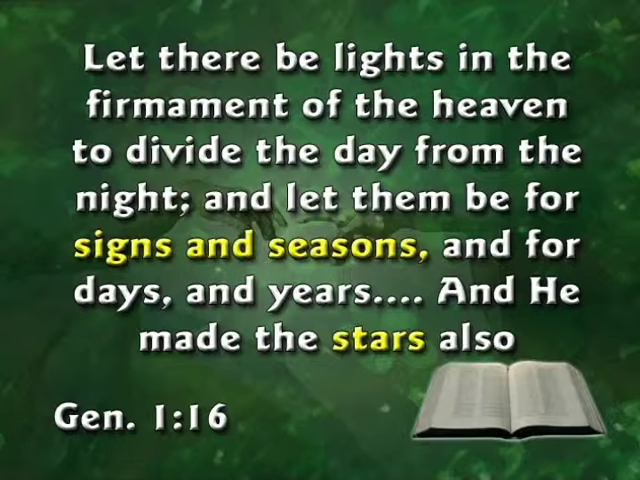 Let there be lights in the
firmament of the heaven
to divide the day from the
night; and let them be for
signs and seasons, and for
days, and years.... And He
made the stars also
Gen. 1:16